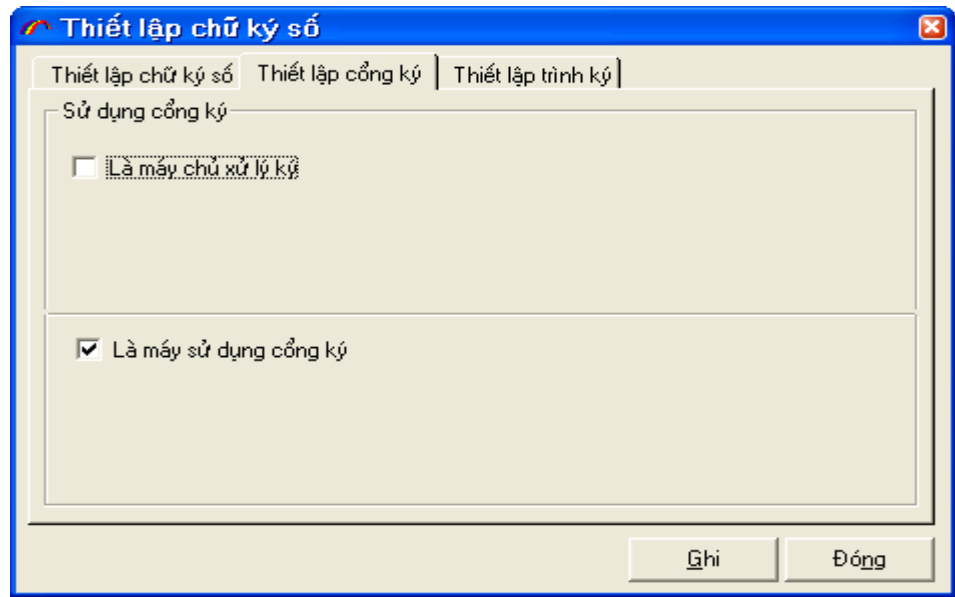 Thiết lập chữ ký số
Thiết lập chữ ký số Thiết lập cổng ký Thiết lập trình ký
Sử dụng cổng ký
Là máy chủ xử lý ký
Là máy sử dụng cổng ký
Ghi Đóng